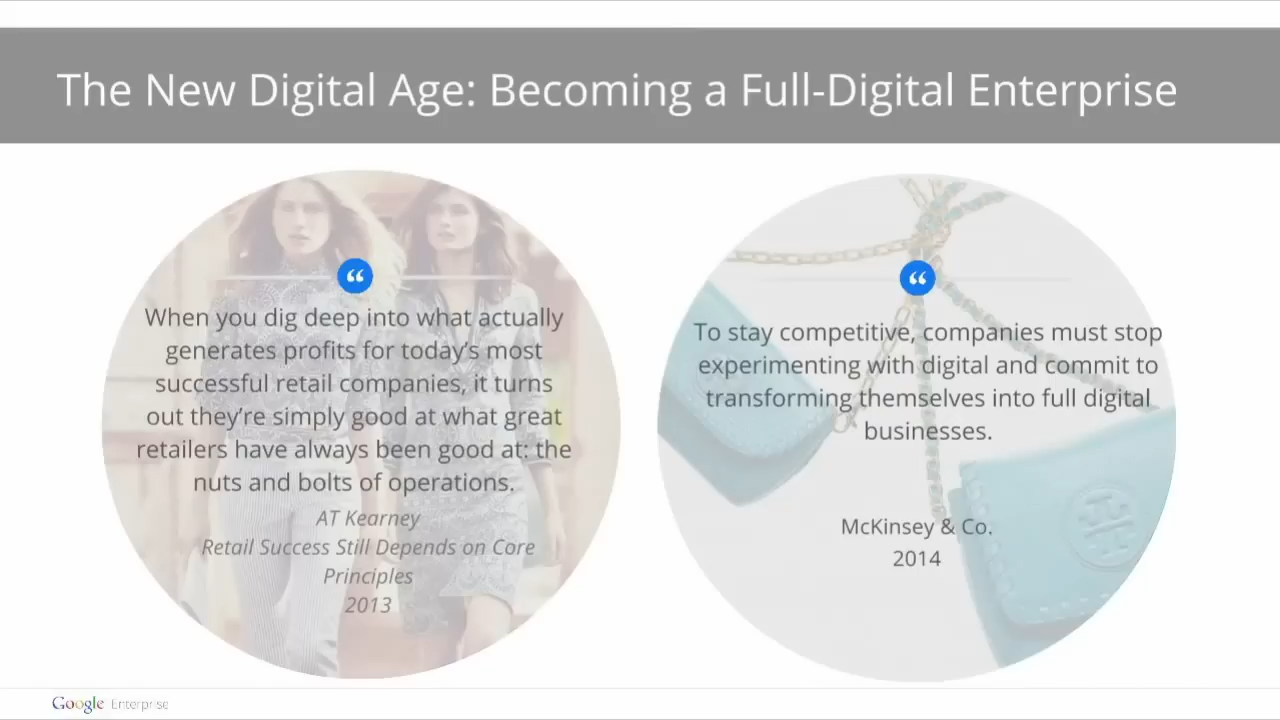 The New Digital Age: Becoming a Full-Digital Enterprise
“
When you dig deep into what actually
generates profits for today’s most
successful retail companies, it turns
out they’re simply good at what great
retailers have always been good at: the
nuts and bolts of operations.
AT Kearney
Retail Success Still Depends on Core
Principles
2013
“
To stay competitive, companies must stop
experimenting with digital and commit to
transforming themselves into full digital
businesses.
McKinsey & Co.
2014
Google Enterprise